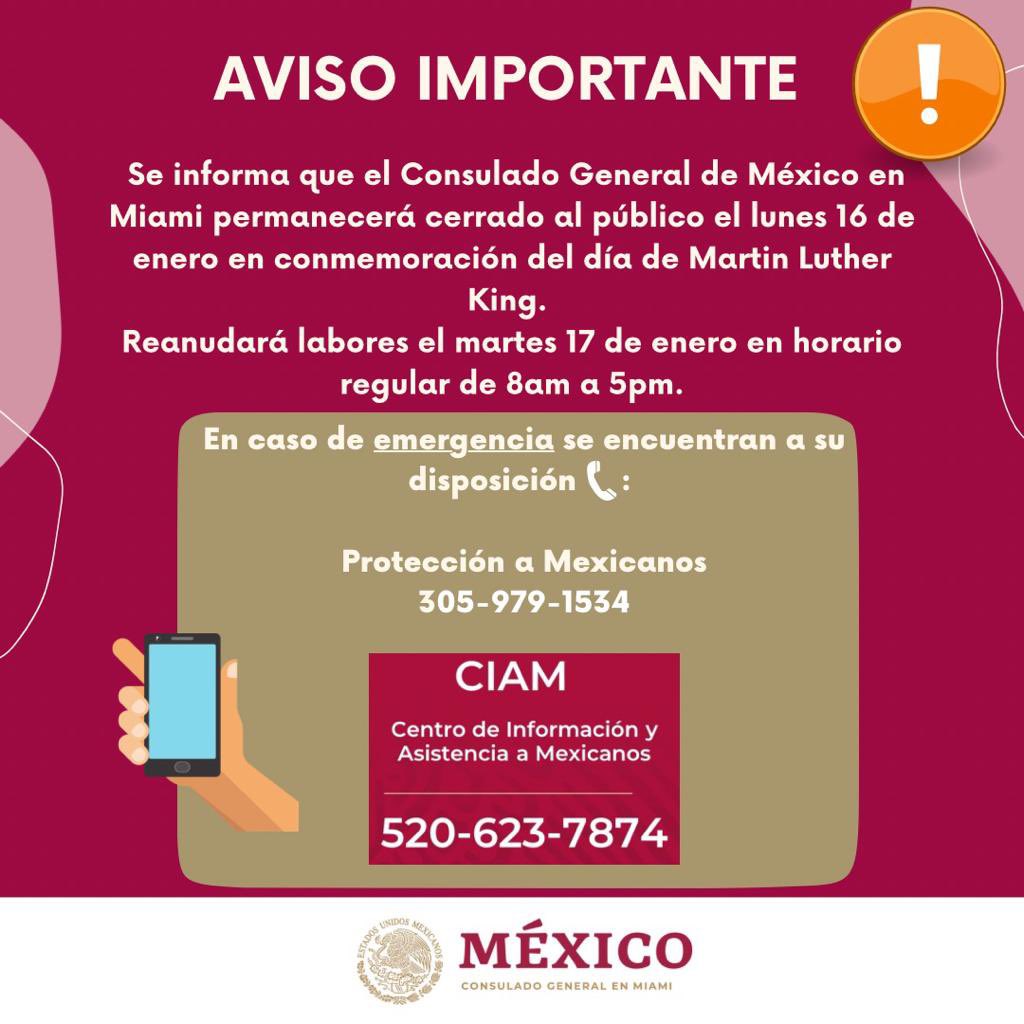 AVISO IMPORTANTE
!
Se informa que el Consulado General de México en
Miami permanecerá cerrado al público el lunes 16 de
enero en conmemoración del día de Martin Luther
King.
Reanudará labores el martes 17 de enero en horario
regular de 8am a 5pm.
En caso de emergencia se encuentran a su
disposición 📞:
Protección a Mexicanos
305-979-1534
CIAM
Centro de Información y
Asistencia a Mexicanos
520-623-7874
ESTADOS UNIDOS MEXICANOS
MÉXICO
CONSULADO GENERAL EN MIAMI